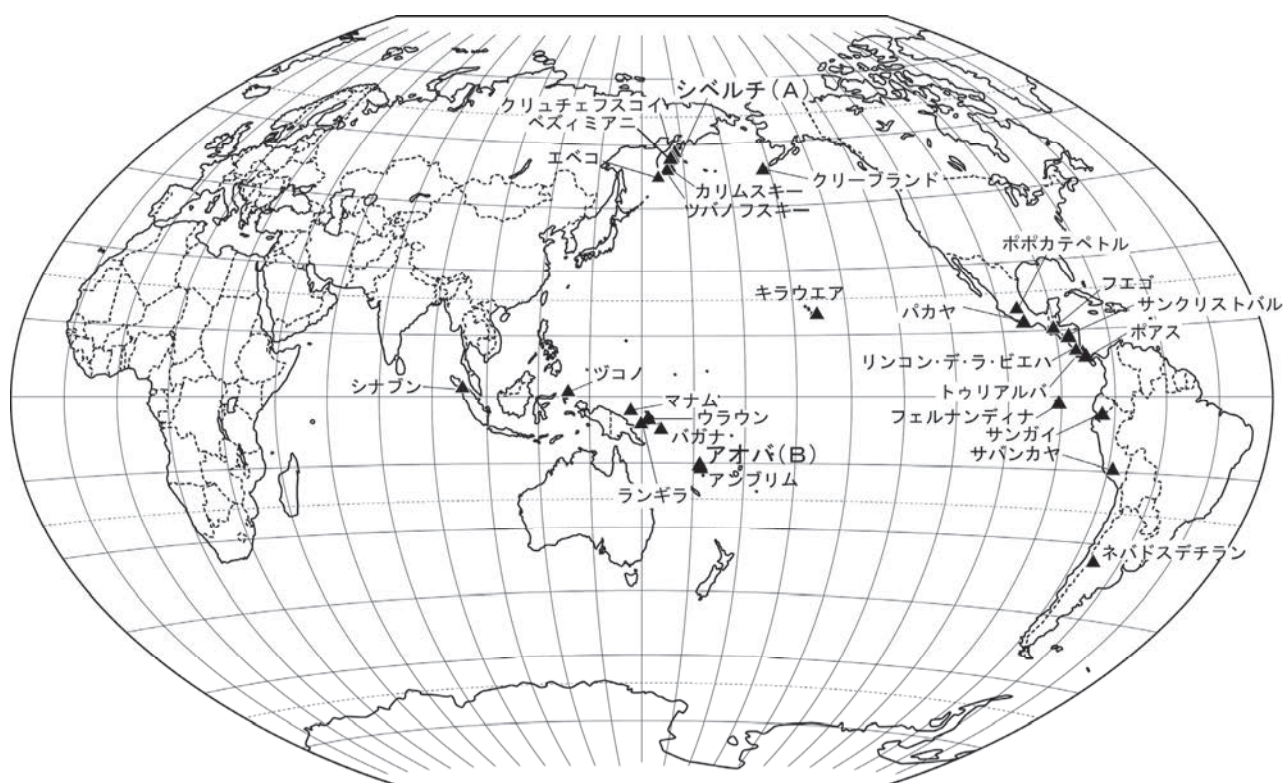 シベルチ(A)
クリュチェフスコイ
ベズィミアニ
エベコ
カリムスキー
ツバノフスキー
クリーブランド
ポポカテペトル
フエゴ
キラウエア
パカヤ
サンクリストバル
ポアス
リンコン・デ・ラ・ビエハ
シナブン
ヅコノ
トゥリアルバ
マナム
フェルナンディナ
ウラウン
サンガイ
バガナ
アオバ(B)
サバンカヤ
アンブリム
ランギラ
ネバドスデチラン